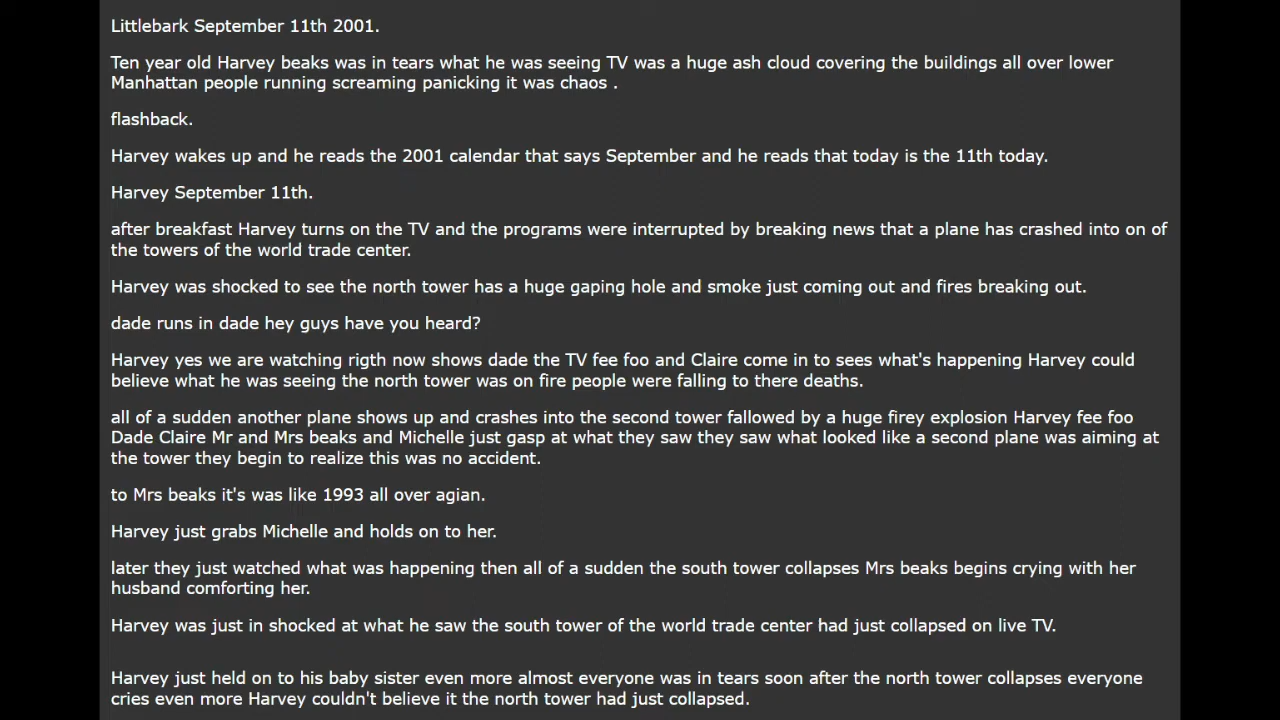 Littlebark September 11th 2001.
Ten year old Harvey beaks was in tears what he was seeing TV was a huge ash cloud covering the buildings all over lower
Manhattan people running screaming panicking it was chaos .
flashback.
Harvey wakes up and he reads the 2001 calendar that says September and he reads that today is the 11th today.
Harvey September 11th.
after breakfast Harvey turns on the TV and the programs were interrupted by breaking news that a plane has crashed into on of
the towers of the world trade center.
Harvey was shocked to see the north tower has a huge gaping hole and smoke just coming out and fires breaking out.
dade runs in dade hey guys have you heard?
Harvey yes we are watching rigth now shows dade the TV fee foo and Claire come in to sees what's happening Harvey could
believe what he was seeing the north tower was on fire people were falling to there deaths.
all of a sudden another plane shows up and crashes into the second tower fallowed by a huge firey explosion Harvey fee foo
Dade Claire Mr and Mrs beaks and Michelle just gasp at what they saw they saw what looked like a second plane was aiming at
the tower they begin to realize this was no accident.
to Mrs beaks it's was like 1993 all over agian.
Harvey just grabs Michelle and holds on to her.
later they just watched what was happening then all of a sudden the south tower collapses Mrs beaks begins crying with her
husband comforting her.
Harvey was just in shocked at what he saw the south tower of the world trade center had just collapsed on live TV.
Harvey just held on to his baby sister even more almost everyone was in tears soon after the north tower collapses everyone
cries even more Harvey couldn't believe it the north tower had just collapsed.